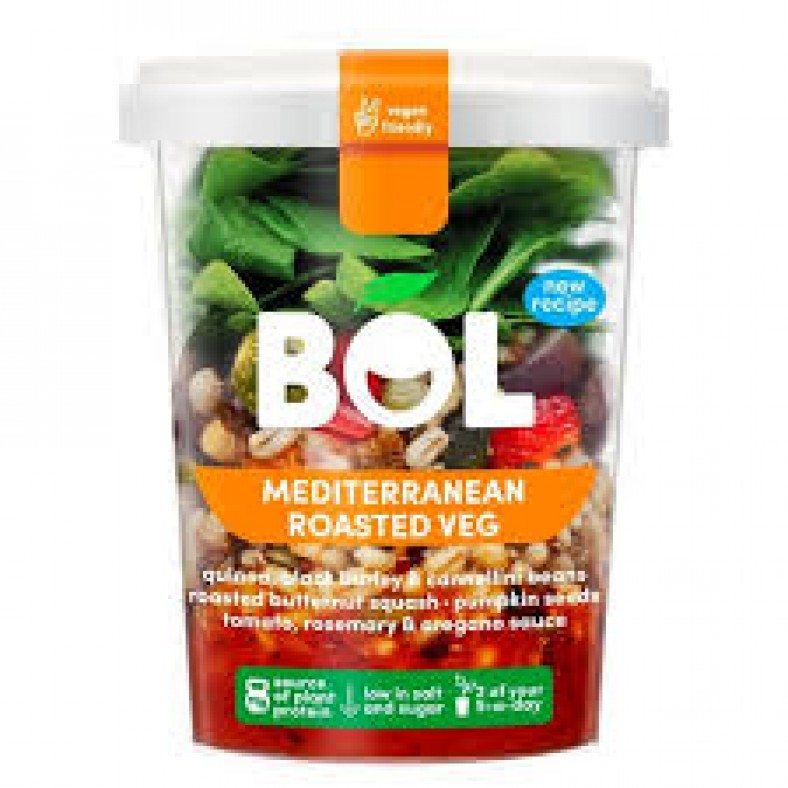 vegan
friendly
new
recipe
BOL
MEDITERRANEAN
ROASTED VEG
quinoa, black barley & cannellini beans
roasted butternut squash · pumpkin seeds
tomato, rosemary & oregano sauce
source
of plant
protein
low in salt
and sugar
2 of your
5-a-day